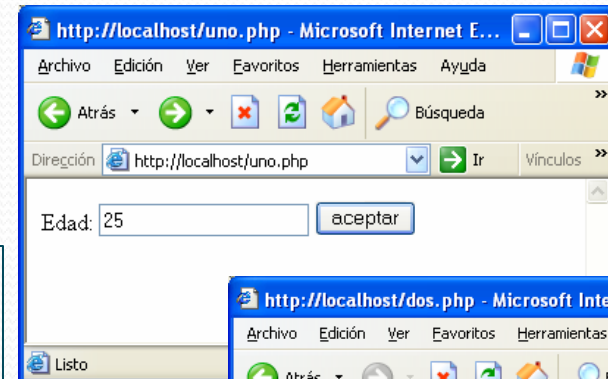 http://localhost/uno.php - Microsoft Internet E...
Archivo Edición Ver Favoritos Herramientas Ayuda
Atrás Búsqueda
Dirección http://localhost/uno.php Ir Vínculos
Edad: 25 aceptar
Listo
http://localhost/dos.php - Microsoft Inte
Archivo Edición Ver Favoritos Herramientas
Atrás